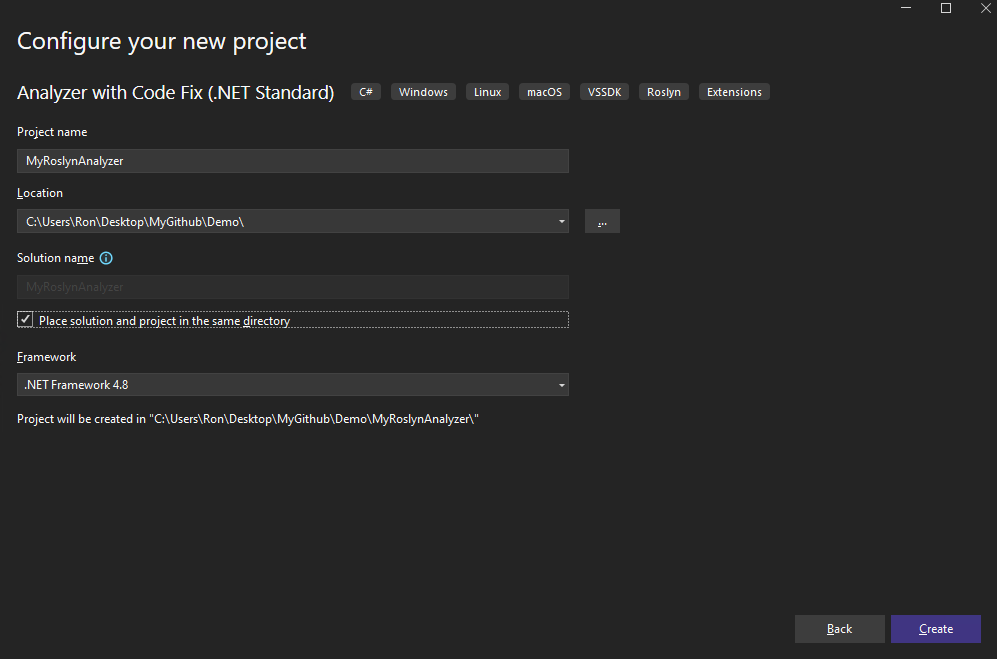 Configure your new project
Analyzer with Code Fix (.NET Standard) C# Windows Linux macOS VSSDK Roslyn Extensions
Project name
MyRoslynAnalyzer
Location
C:\Users\Ron\Desktop\MyGithub\Demo\ ...
Solution name
MyRoslynAnalyzer
Place solution and project in the same directory
Framework
.NET Framework 4.8
Project will be created in "C:\Users\Ron\Desktop\MyGithub\Demo\MyRoslynAnalyzer\"
Back Create